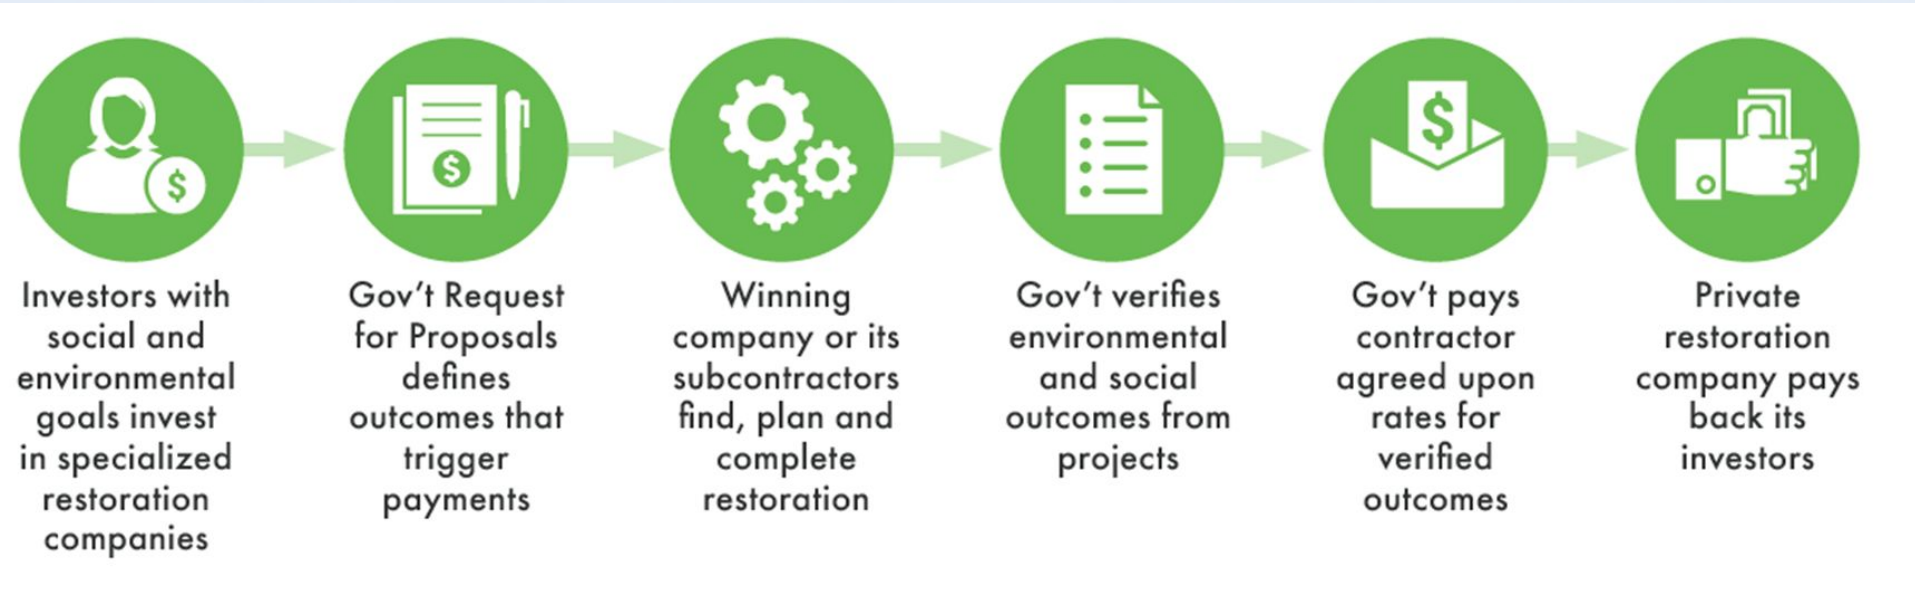 $
$
$
Investors with
social and
environmental
goals invest
in specialized
restoration
companies
Gov't Request
for Proposals
defines
outcomes that
trigger
payments
Winning
company or its
subcontractors
find, plan and
complete
restoration
Gov't verifies
environmental
and social
outcomes from
projects
Gov't pays
contractor
agreed upon
rates for
verified
outcomes
Private
restoration
company pays
back its
investors